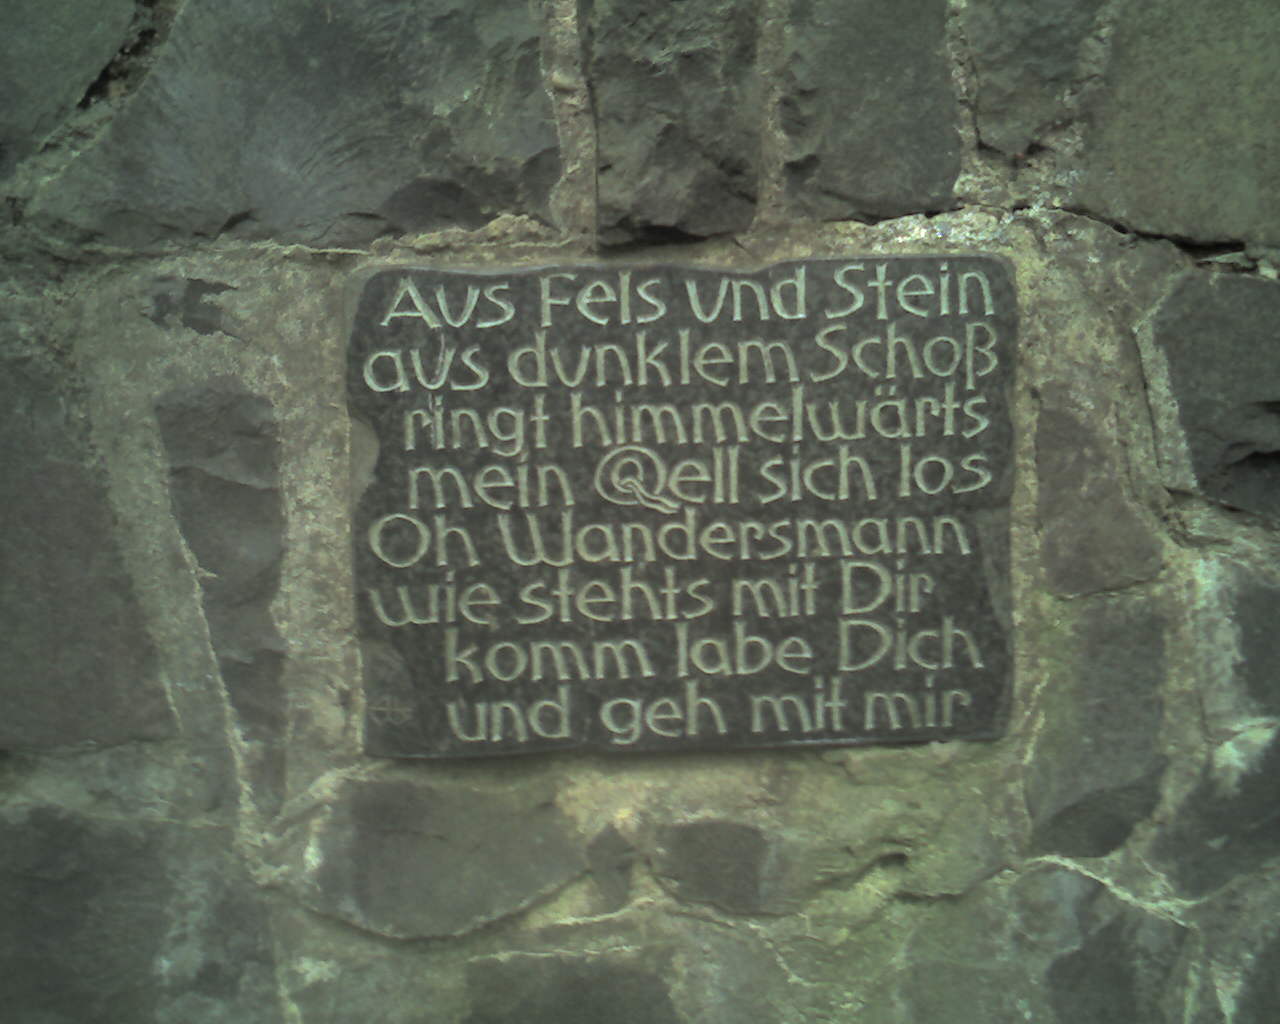 Aus Fels und Stein
aus dunklem Schoß
ringt himmelwärts
mein Qell sich los
Oh Wandersmann
wie stehts mit Dir
komm labe Dich
und geh mit mir